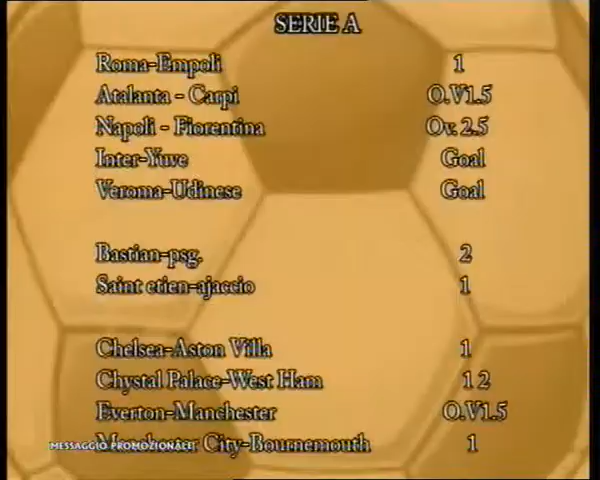 SERIE A
Roma-Empoli 1
Atalanta - Carpi O.V1.5
Napoli - Fiorentina Ov. 2.5
Inter-Yuve Goal
Veroma-Udinese Goal
Bastian-psg. 2
Saint etien-ajaccio 1
Chelsea-Aston Villa 1
Chystal Palace-West Ham 1 2
Everton-Manchester O.V1.5
City-Bournemouth 1
MESSAGGIO PROMOZIONALE